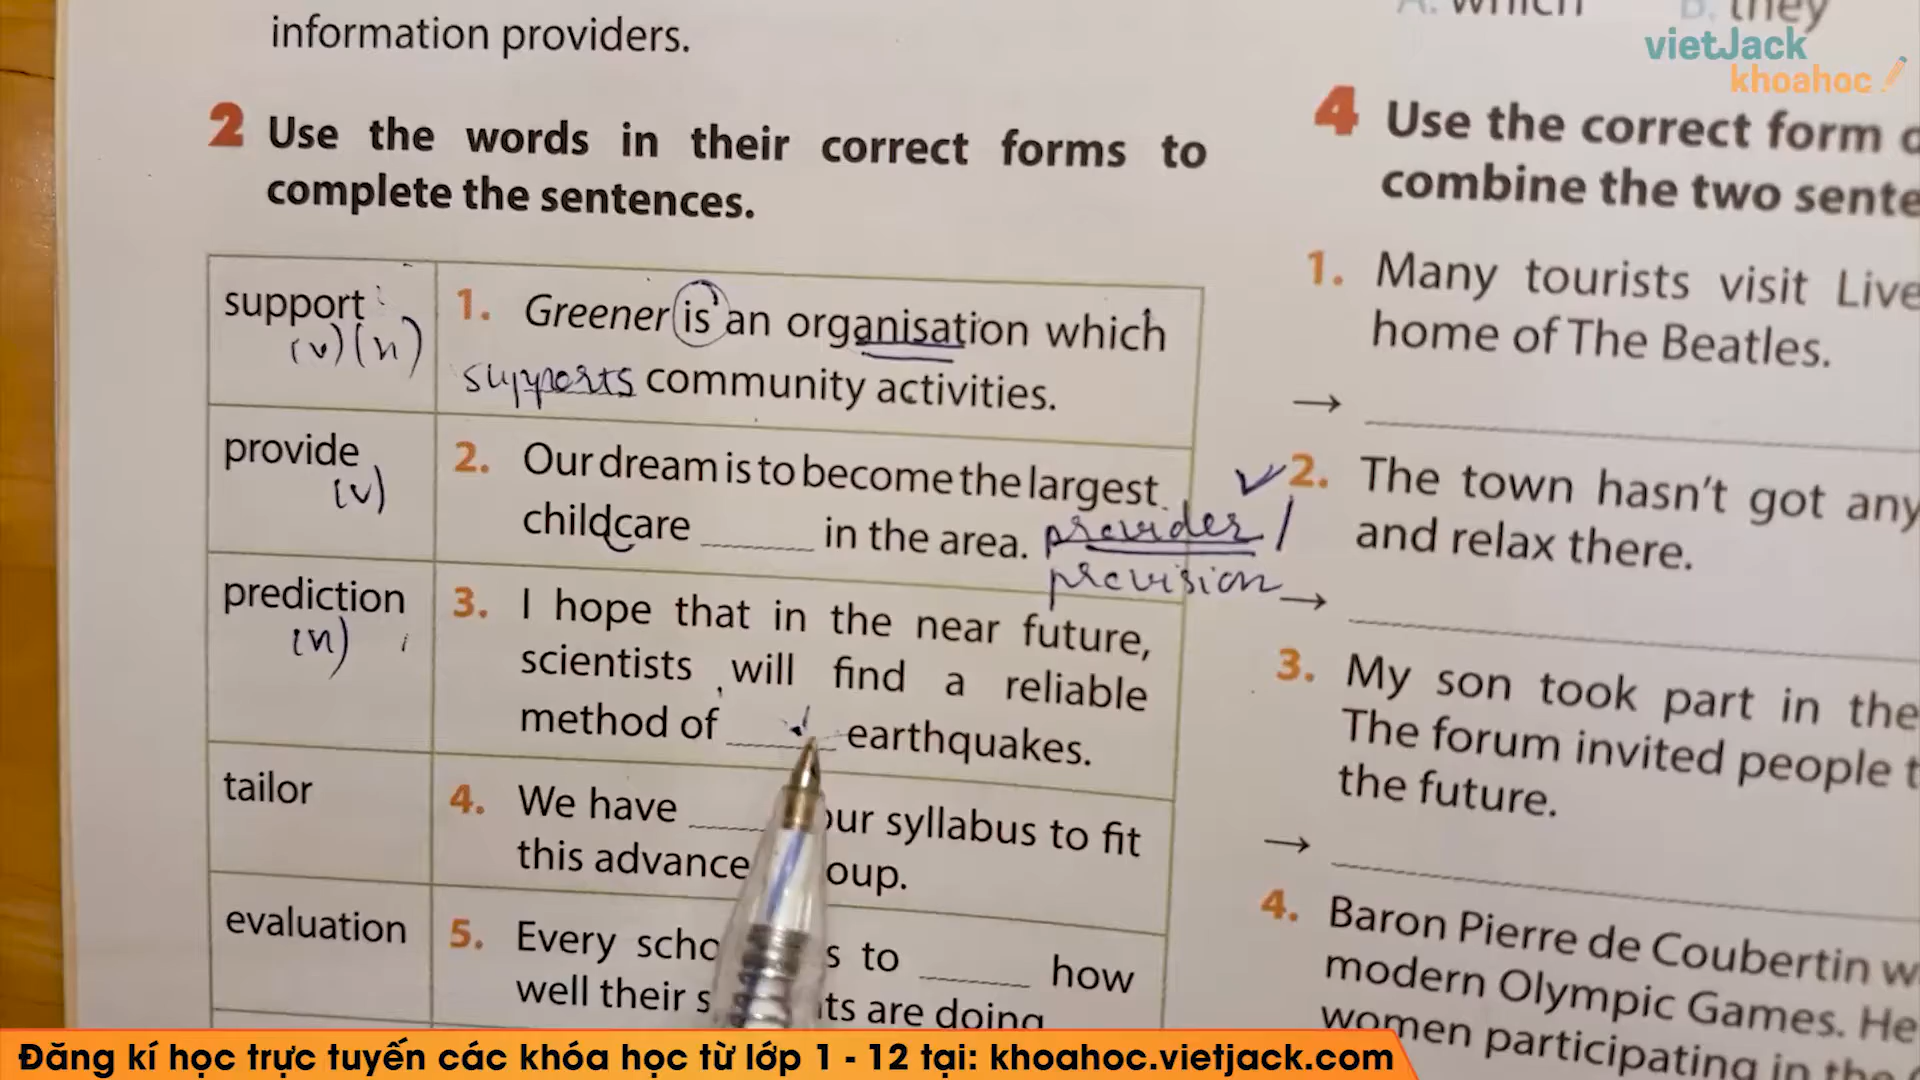 information providers.
2 Use the words in their correct forms to
complete the sentences.
support
(v) (n)
1. Greener is an organisation which
supports community activities.
provide
(v)
2. Our dream is to become the largest
childcare ______ in the area. provider /
provision
prediction
(n)
3. I hope that in the near future,
scientists will find a reliable
method of ______ earthquakes.
tailor
4. We have ______ our syllabus to fit
this
evaluation
5. Every to ______ how
well their are doing
A. which B. they
4 Use the correct form
combine the two
1. Many tourists visit
home of The Beatles.
→
2. The town hasn't got any
and relax there.
→
3. My son took part in the
The forum invited people
the future.
→
4. Baron Pierre de Coubertin
modern Olympic Games. He
women participating in the
vietJack
khoahoc
Đăng kí học trực tuyến các khóa học từ lớp 1 - 12 tại: khoahoc.vietjack.com